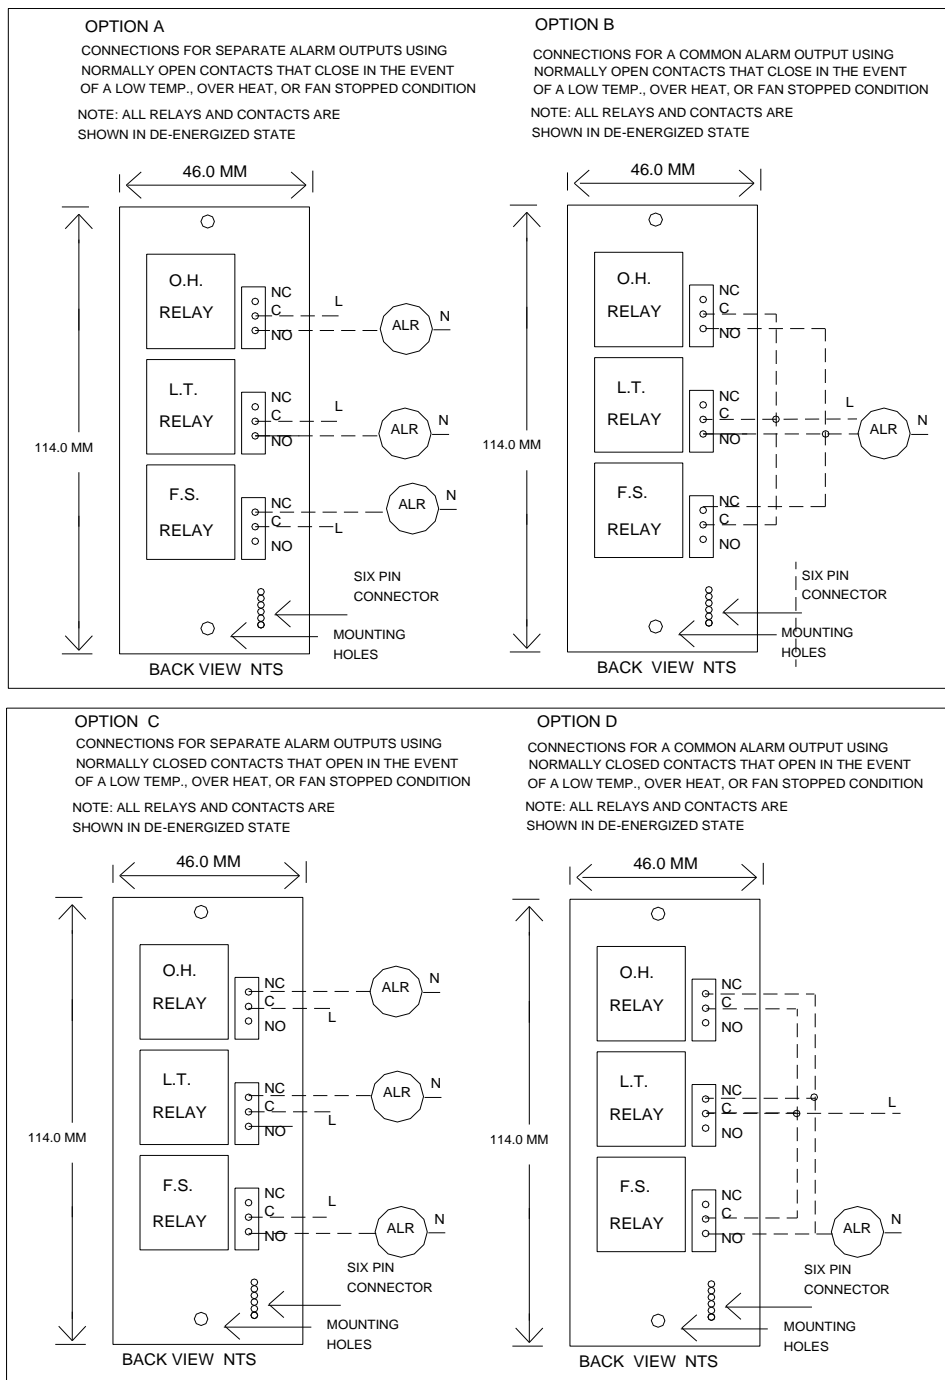 OPTION A
CONNECTIONS FOR SEPARATE ALARM OUTPUTS USING
NORMALLY OPEN CONTACTS THAT CLOSE IN THE EVENT
OF A LOW TEMP., OVER HEAT, OR FAN STOPPED CONDITION
NOTE: ALL RELAYS AND CONTACTS ARE
SHOWN IN DE-ENERGIZED STATE
46.0 MM
114.0 MM
O.H.
RELAY
NC
C
NO
L
ALR
N
L.T.
RELAY
NC
C
NO
L
ALR
N
F.S.
RELAY
NC
C
NO
L
ALR
N
SIX PIN
CONNECTOR
MOUNTING
HOLES
BACK VIEW NTS
OPTION B
CONNECTIONS FOR A COMMON ALARM OUTPUT USING
NORMALLY OPEN CONTACTS THAT CLOSE IN THE EVENT
OF A LOW TEMP., OVER HEAT, OR FAN STOPPED CONDITION
NOTE: ALL RELAYS AND CONTACTS ARE
SHOWN IN DE-ENERGIZED STATE
46.0 MM
114.0 MM
O.H.
RELAY
NC
C
NO
L.T.
RELAY
NC
C
NO
L
ALR
N
F.S.
RELAY
NC
C
NO
SIX PIN
CONNECTOR
MOUNTING
HOLES
BACK VIEW NTS
OPTION C
CONNECTIONS FOR SEPARATE ALARM OUTPUTS USING
NORMALLY CLOSED CONTACTS THAT OPEN IN THE EVENT
OF A LOW TEMP., OVER HEAT, OR FAN STOPPED CONDITION
NOTE: ALL RELAYS AND CONTACTS ARE
SHOWN IN DE-ENERGIZED STATE
46.0 MM
114.0 MM
O.H.
RELAY
NC
C
NO
L
ALR
N
L.T.
RELAY
NC
C
NO
L
ALR
N
F.S.
RELAY
NC
C
NO
L
ALR
N
SIX PIN
CONNECTOR
MOUNTING
HOLES
BACK VIEW NTS
OPTION D
CONNECTIONS FOR A COMMON ALARM OUTPUT USING
NORMALLY CLOSED CONTACTS THAT OPEN IN THE EVENT
OF A LOW TEMP., OVER HEAT, OR FAN STOPPED CONDITION
NOTE: ALL RELAYS AND CONTACTS ARE
SHOWN IN DE-ENERGIZED STATE
46.0 MM
114.0 MM
O.H.
RELAY
NC
C
NO
L.T.
RELAY
NC
C
NO
L
F.S.
RELAY
NC
C
NO
ALR
N
SIX PIN
CONNECTOR
MOUNTING
HOLES
BACK VIEW NTS